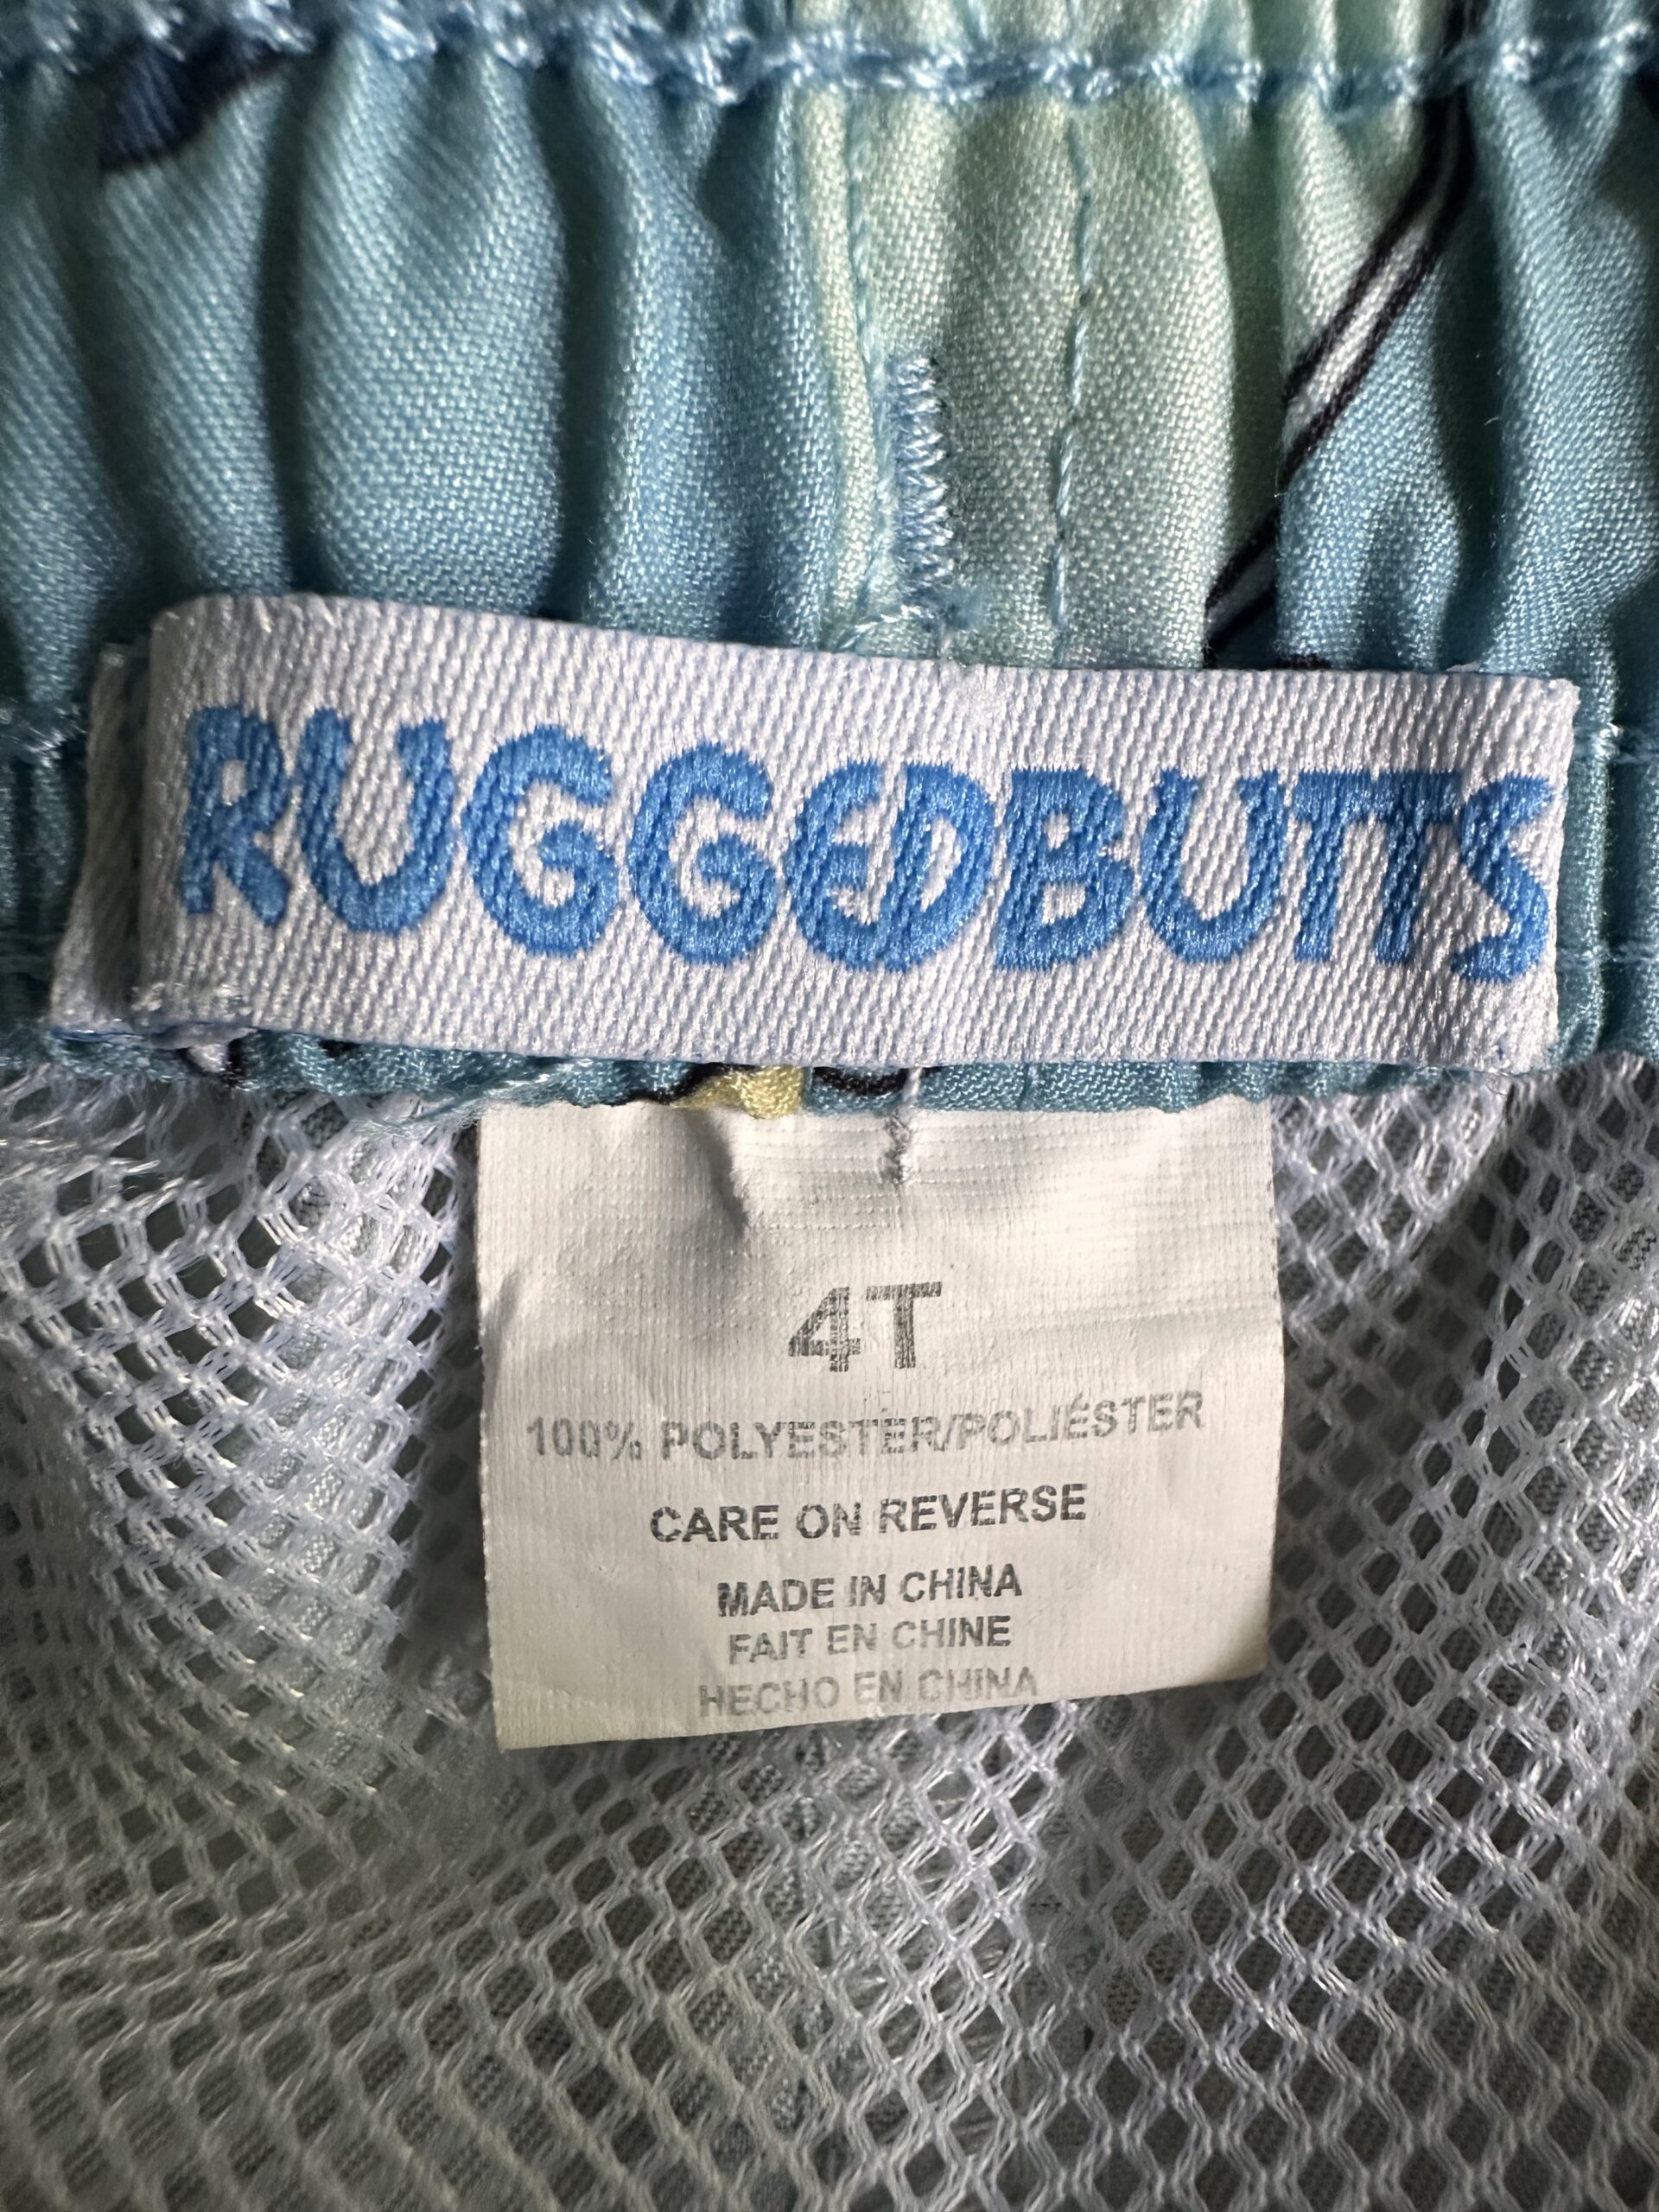 RUGGEDBUTTS
4T
100% POLYESTER/POLIÉSTER
CARE ON REVERSE
MADE IN CHINA
FAIT EN CHINE
HECHO EN CHINA